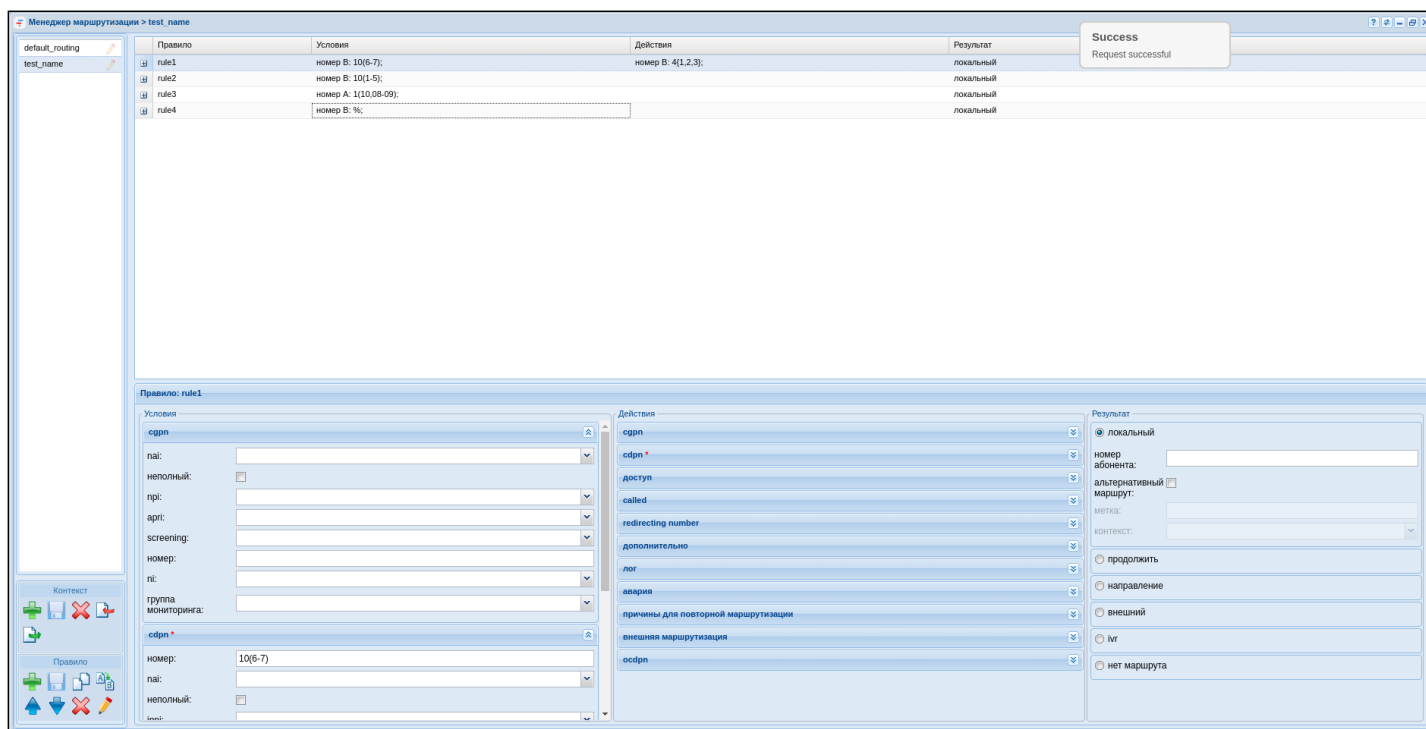 Менеджер маршрутизации > test_name
Success
Request successful
default_routing
test_name
Правило Условия Действия Результат
rule1 номер B: 10(6-7); номер B: 4{1,2,3}; локальный
rule2 номер B: 10(1-5); локальный
rule3 номер A: 1(10,08-09); локальный
rule4 номер B: %; локальный
Правило: rule1
Условия
cgpn
nai:
неполный:
npi:
apri:
screening:
номер:
ni:
группа
мониторинга:
cdpn *
номер: 10(6-7)
nai:
неполный:
Действия
cgpn
cdpn *
доступ
called
redirecting number
дополнительно
лог
авария
причины для повторной маршрутизации
внешняя маршрутизация
ocdpn
Результат
локальный
номер
абонента:
альтернативный
маршрут:
метка:
контекст:
продолжить
направление
внешний
ivr
нет маршрута
Контекст
Правило